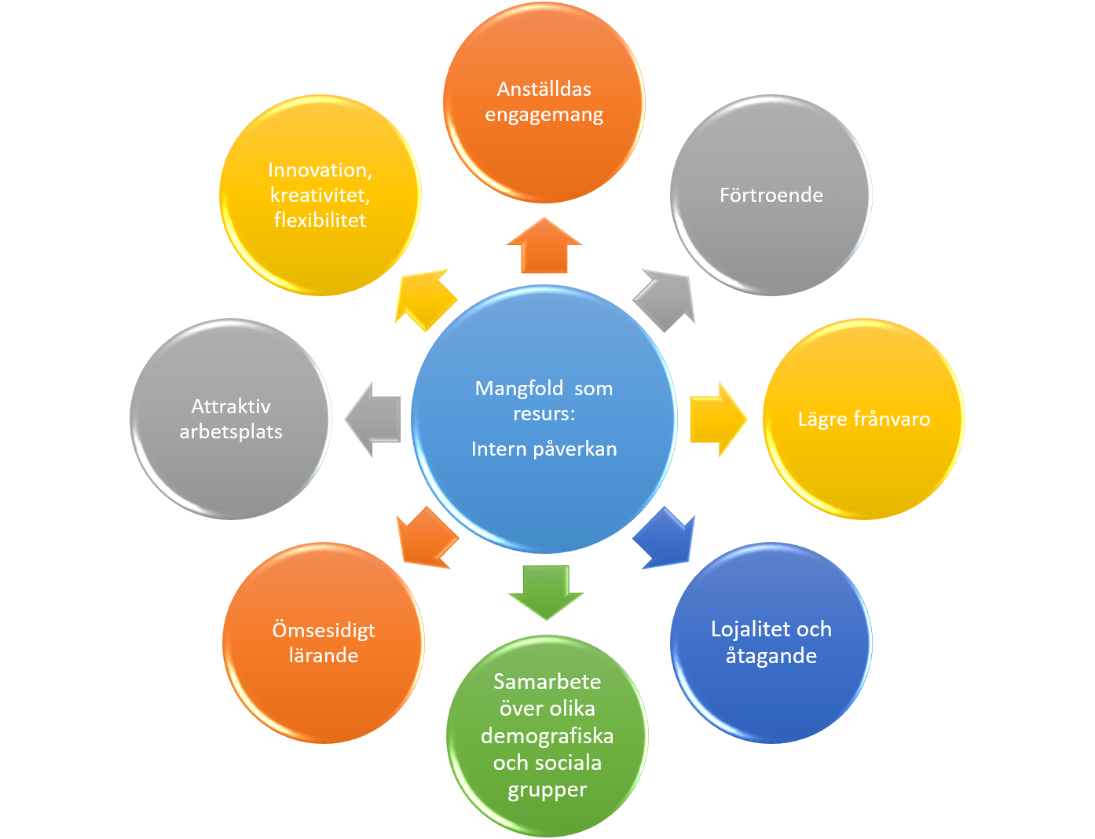 Anställdas
engagemang
Förtroende
Lägre frånvaro
Lojalitet och
åtagande
Samarbete
över olika
demografiska
och sociala
grupper
Ömsesidigt
lärande
Attraktiv
arbetsplats
Innovation,
kreativitet,
flexibilitet
Mangfold  som
resurs:
Intern påverkan